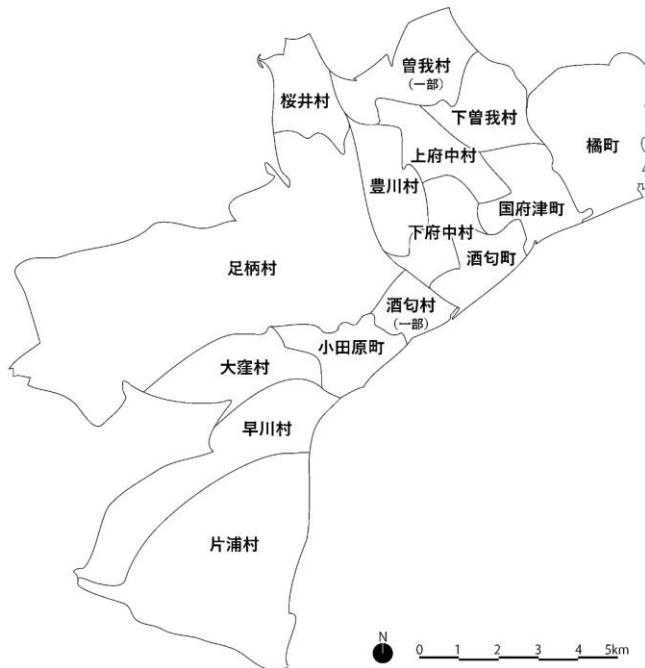 曽我村
(一部)
桜井村
下曽我村
橘町
上府中村
豊川村
国府津町
下府中村
酒匂町
足柄村
酒匂村
(一部)
小田原町
大窪村
早川村
片浦村
N
0 1 2 3 4 5km